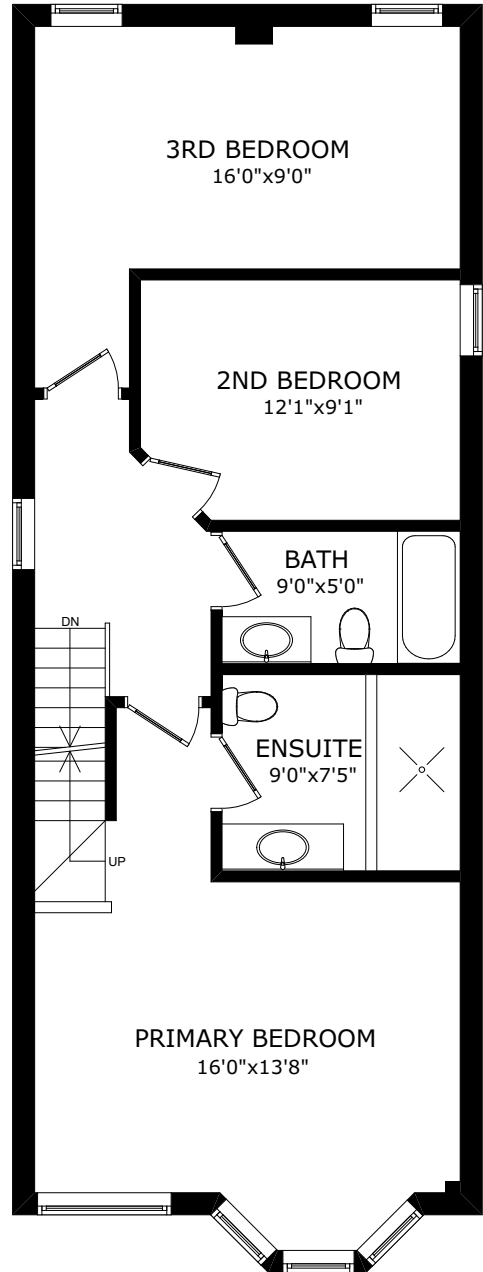 3RD BEDROOM
16'0"x9'0"
2ND BEDROOM
12'1"x9'1"
BATH
9'0"x5'0"
DN
ENSUITE
9'0"x7'5"
UP
PRIMARY BEDROOM
16'0"x13'8"